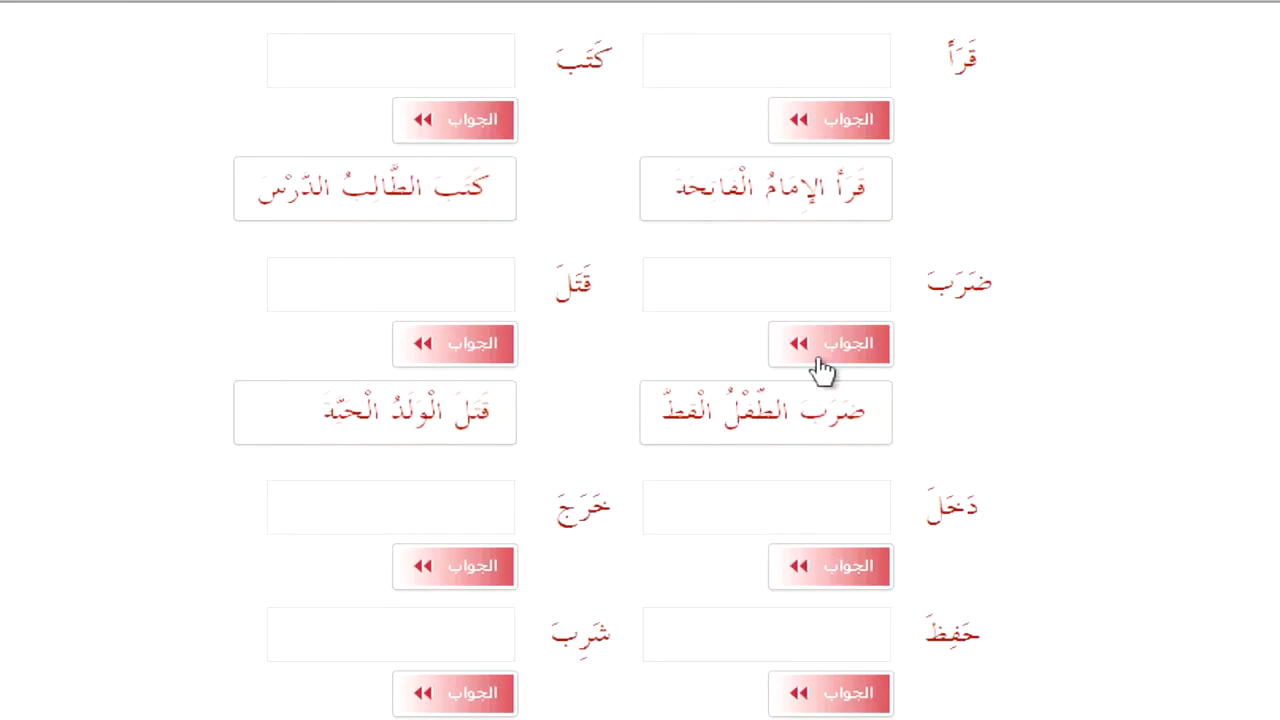 قَرَأَ
كَتَبَ
الجواب
الجواب
قَرَأَ الإِمَامُ الْفَاتِحَةَ
كَتَبَ الطَّالِبُ الدَّرْسَ
ضَرَبَ
قَتَلَ
الجواب
الجواب
ضَرَبَ الطِّفْلُ الْقِطَّ
قَتَلَ الْوَلَدُ الْحَيَّةَ
دَخَلَ
خَرَجَ
الجواب
الجواب
حَفِظَ
شَرِبَ
الجواب
الجواب